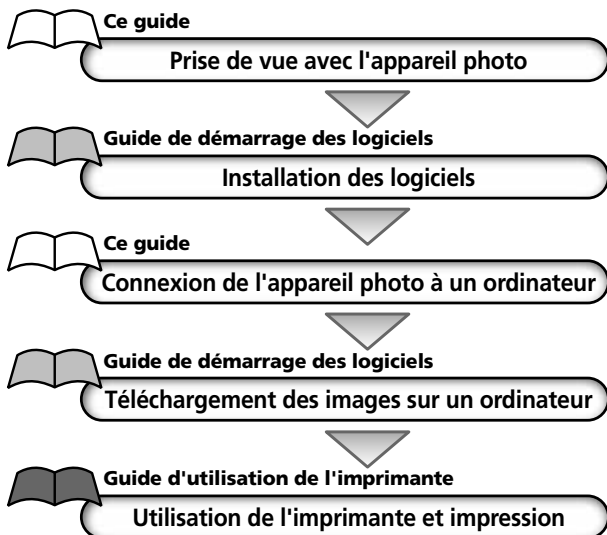 Ce guide
Prise de vue avec l'appareil photo
Guide de démarrage des logiciels
Installation des logiciels
Ce guide
Connexion de l'appareil photo à un ordinateur
Guide de démarrage des logiciels
Téléchargement des images sur un ordinateur
Guide d'utilisation de l'imprimante
Utilisation de l'imprimante et impression